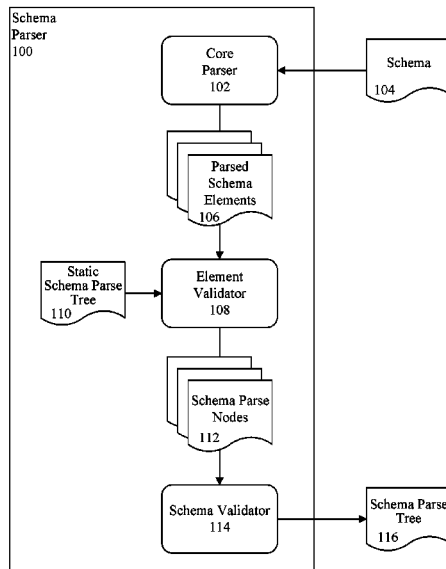 Schema
Parser
100
Core
Parser
102
Schema
104
Parsed
Schema
Elements
106
Static
Schema Parse
Tree
110
Element
Validator
108
Schema Parse
Nodes
112
Schema Validator
114
Schema Parse
Tree
116